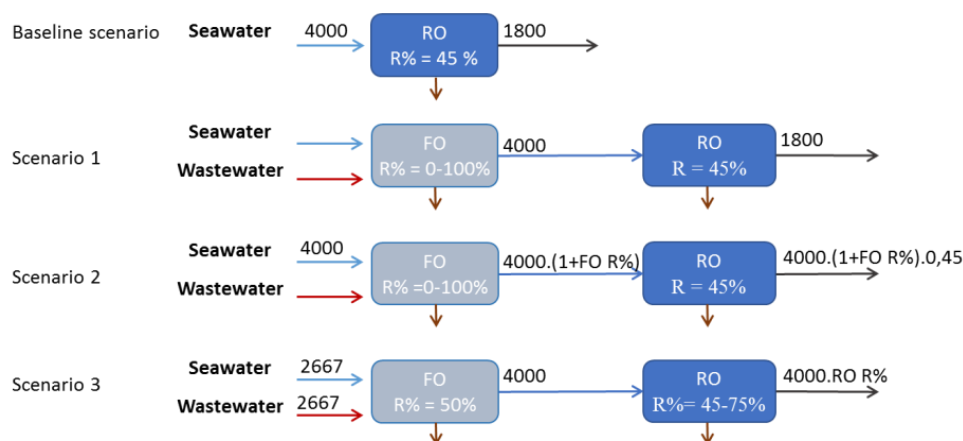 Baseline scenario Seawater 4000 RO 1800
R% = 45 %
Seawater
Scenario 1 FO 4000 RO 1800
Wastewater R% = 0-100% R = 45%
Seawater 4000
Scenario 2 FO 4000.(1+FO R%) RO 4000.(1+FO R%).0,45
Wastewater R% =0-100% R = 45%
Seawater 2667
Scenario 3 FO 4000 RO 4000.RO R%
Wastewater 2667 R% = 50% R%= 45-75%